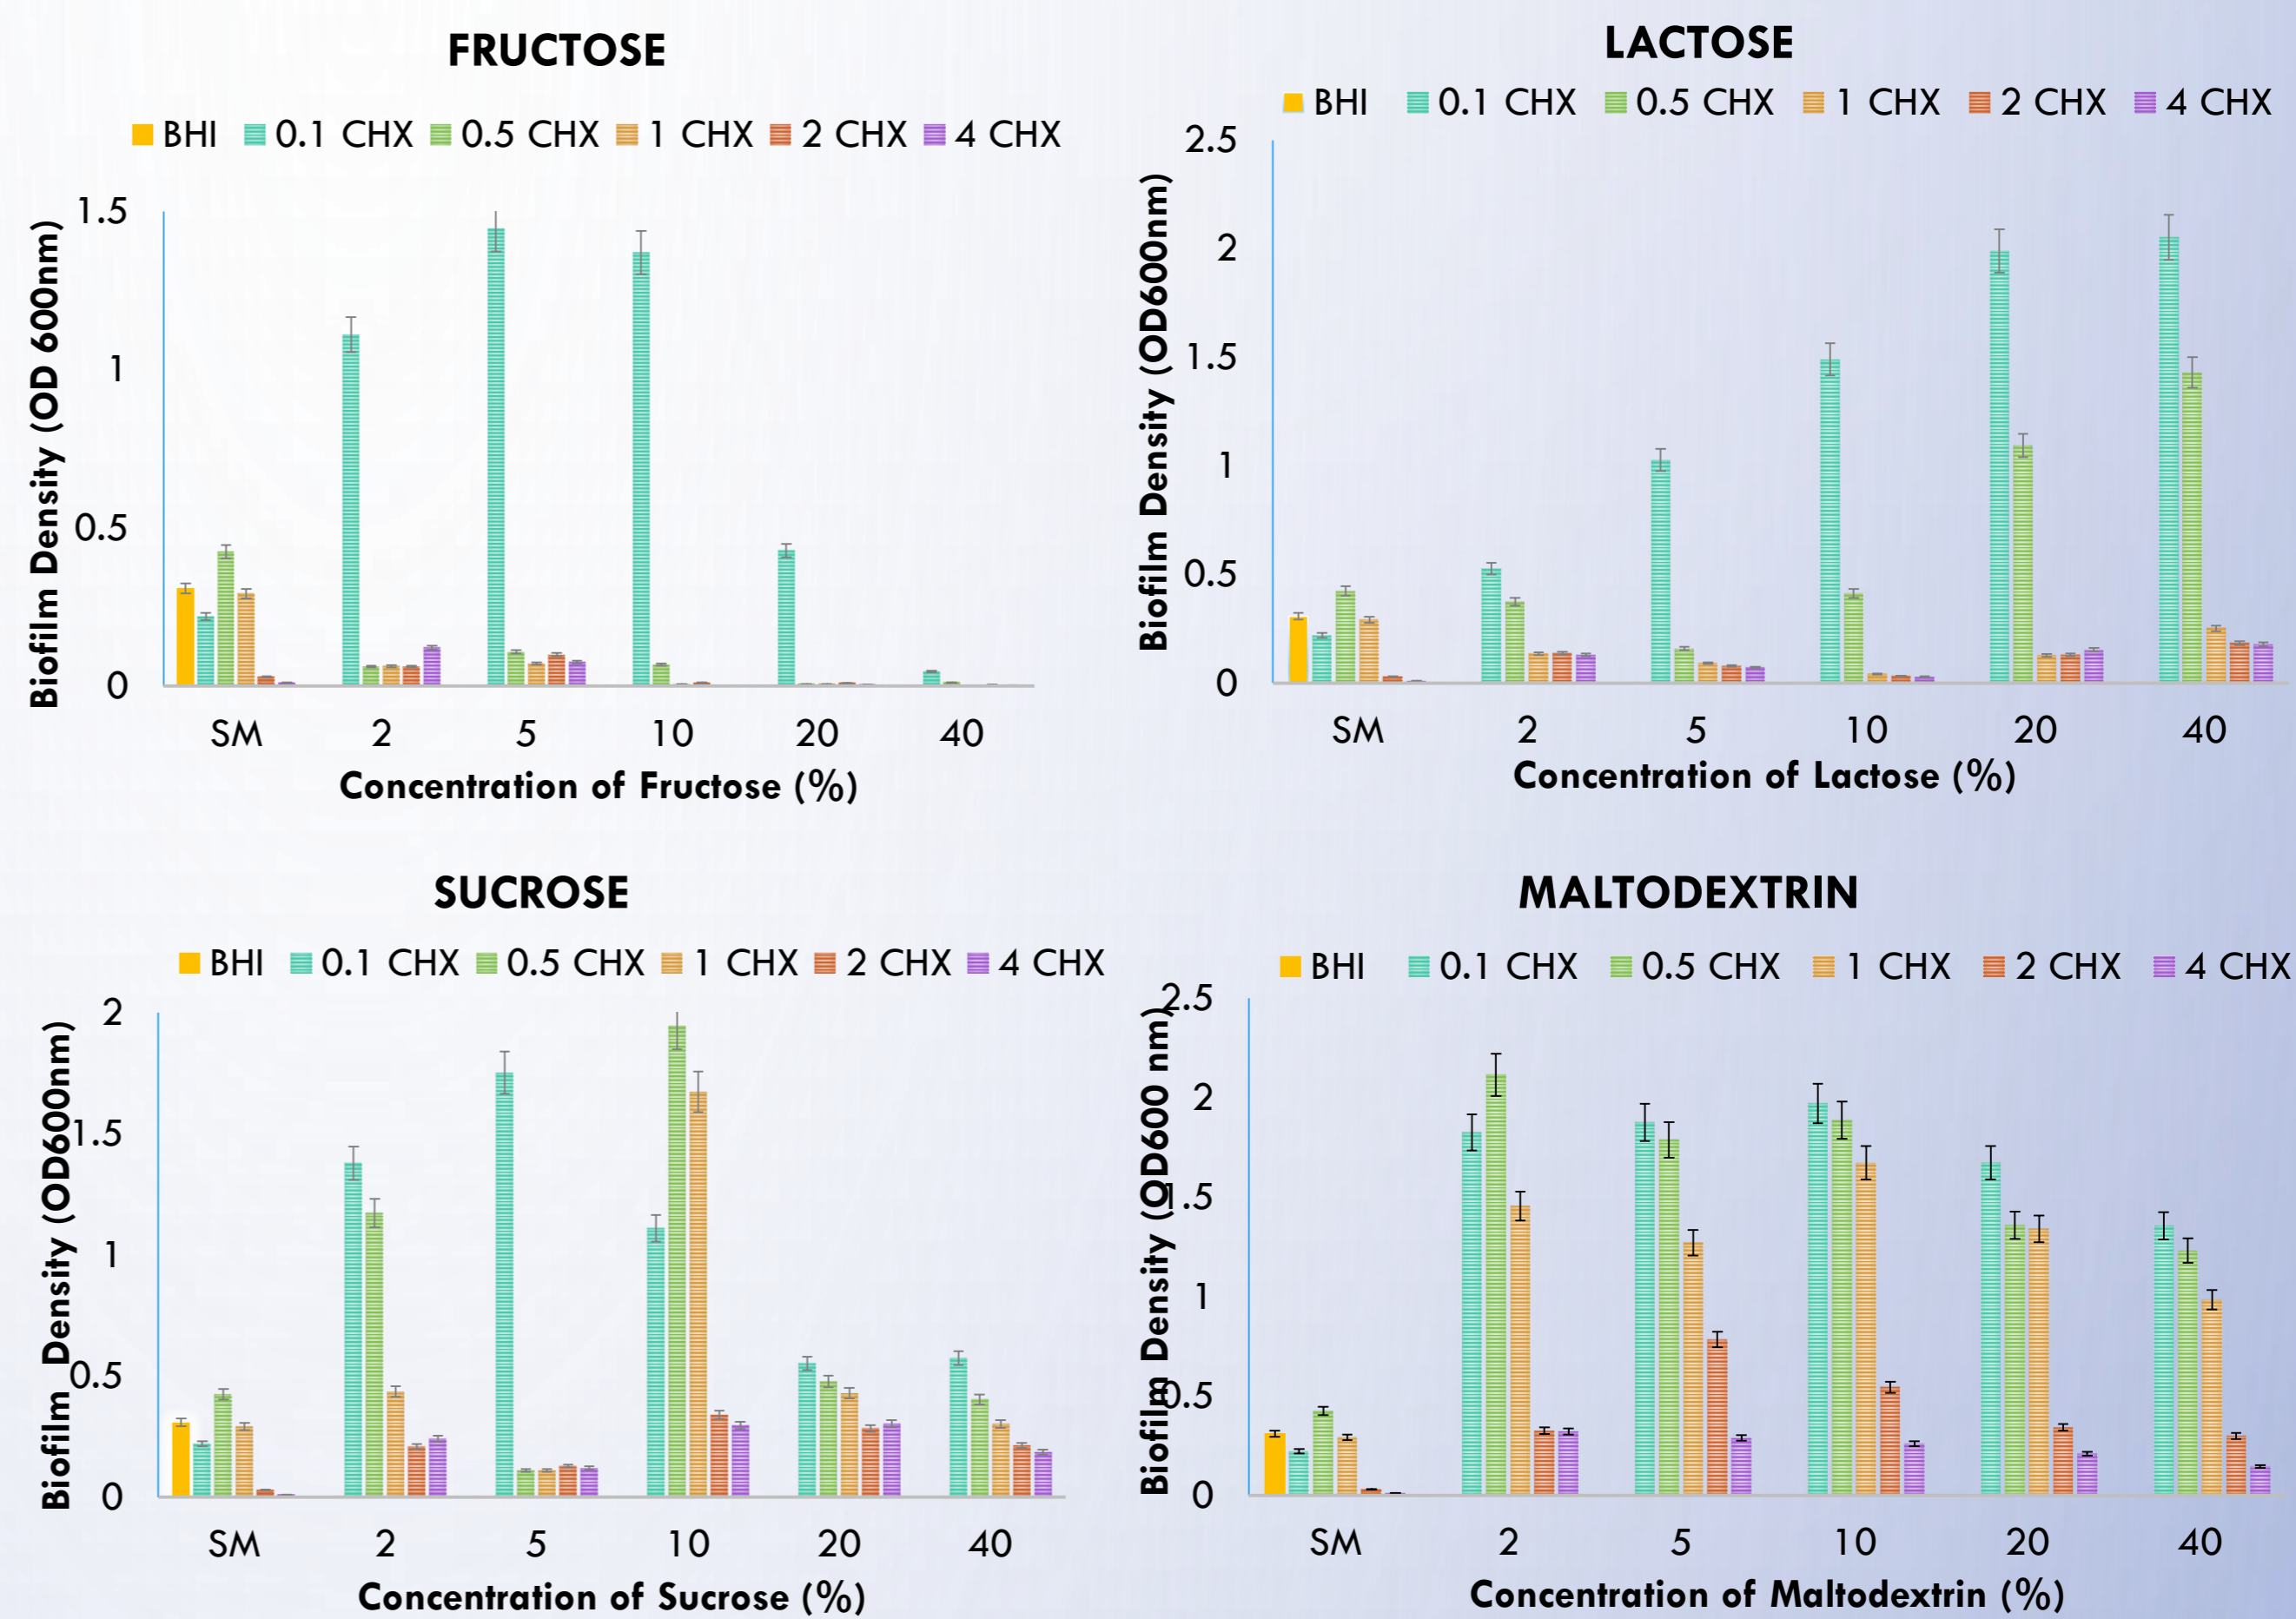 FRUCTOSE
BHI 0.1 CHX 0.5 CHX 1 CHX 2 CHX 4 CHX
Biofilm Density (OD 600nm)
1.5
1
0.5
0
SM 2 5 10 20 40
Concentration of Fructose (%)
LACTOSE
BHI 0.1 CHX 0.5 CHX 1 CHX 2 CHX 4 CHX
Biofilm Density (OD600nm)
2.5
2
1.5
1
0.5
0
SM 2 5 10 20 40
Concentration of Lactose (%)
SUCROSE
BHI 0.1 CHX 0.5 CHX 1 CHX 2 CHX 4 CHX
Biofilm Density (OD600nm)
2
1.5
1
0.5
0
SM 2 5 10 20 40
Concentration of Sucrose (%)
MALTODEXTRIN
BHI 0.1 CHX 0.5 CHX 1 CHX 2 CHX 4 CHX
Biofilm Density (OD600 nm)
2.5
2
1.5
1
0.5
0
SM 2 5 10 20 40
Concentration of Maltodextrin (%)